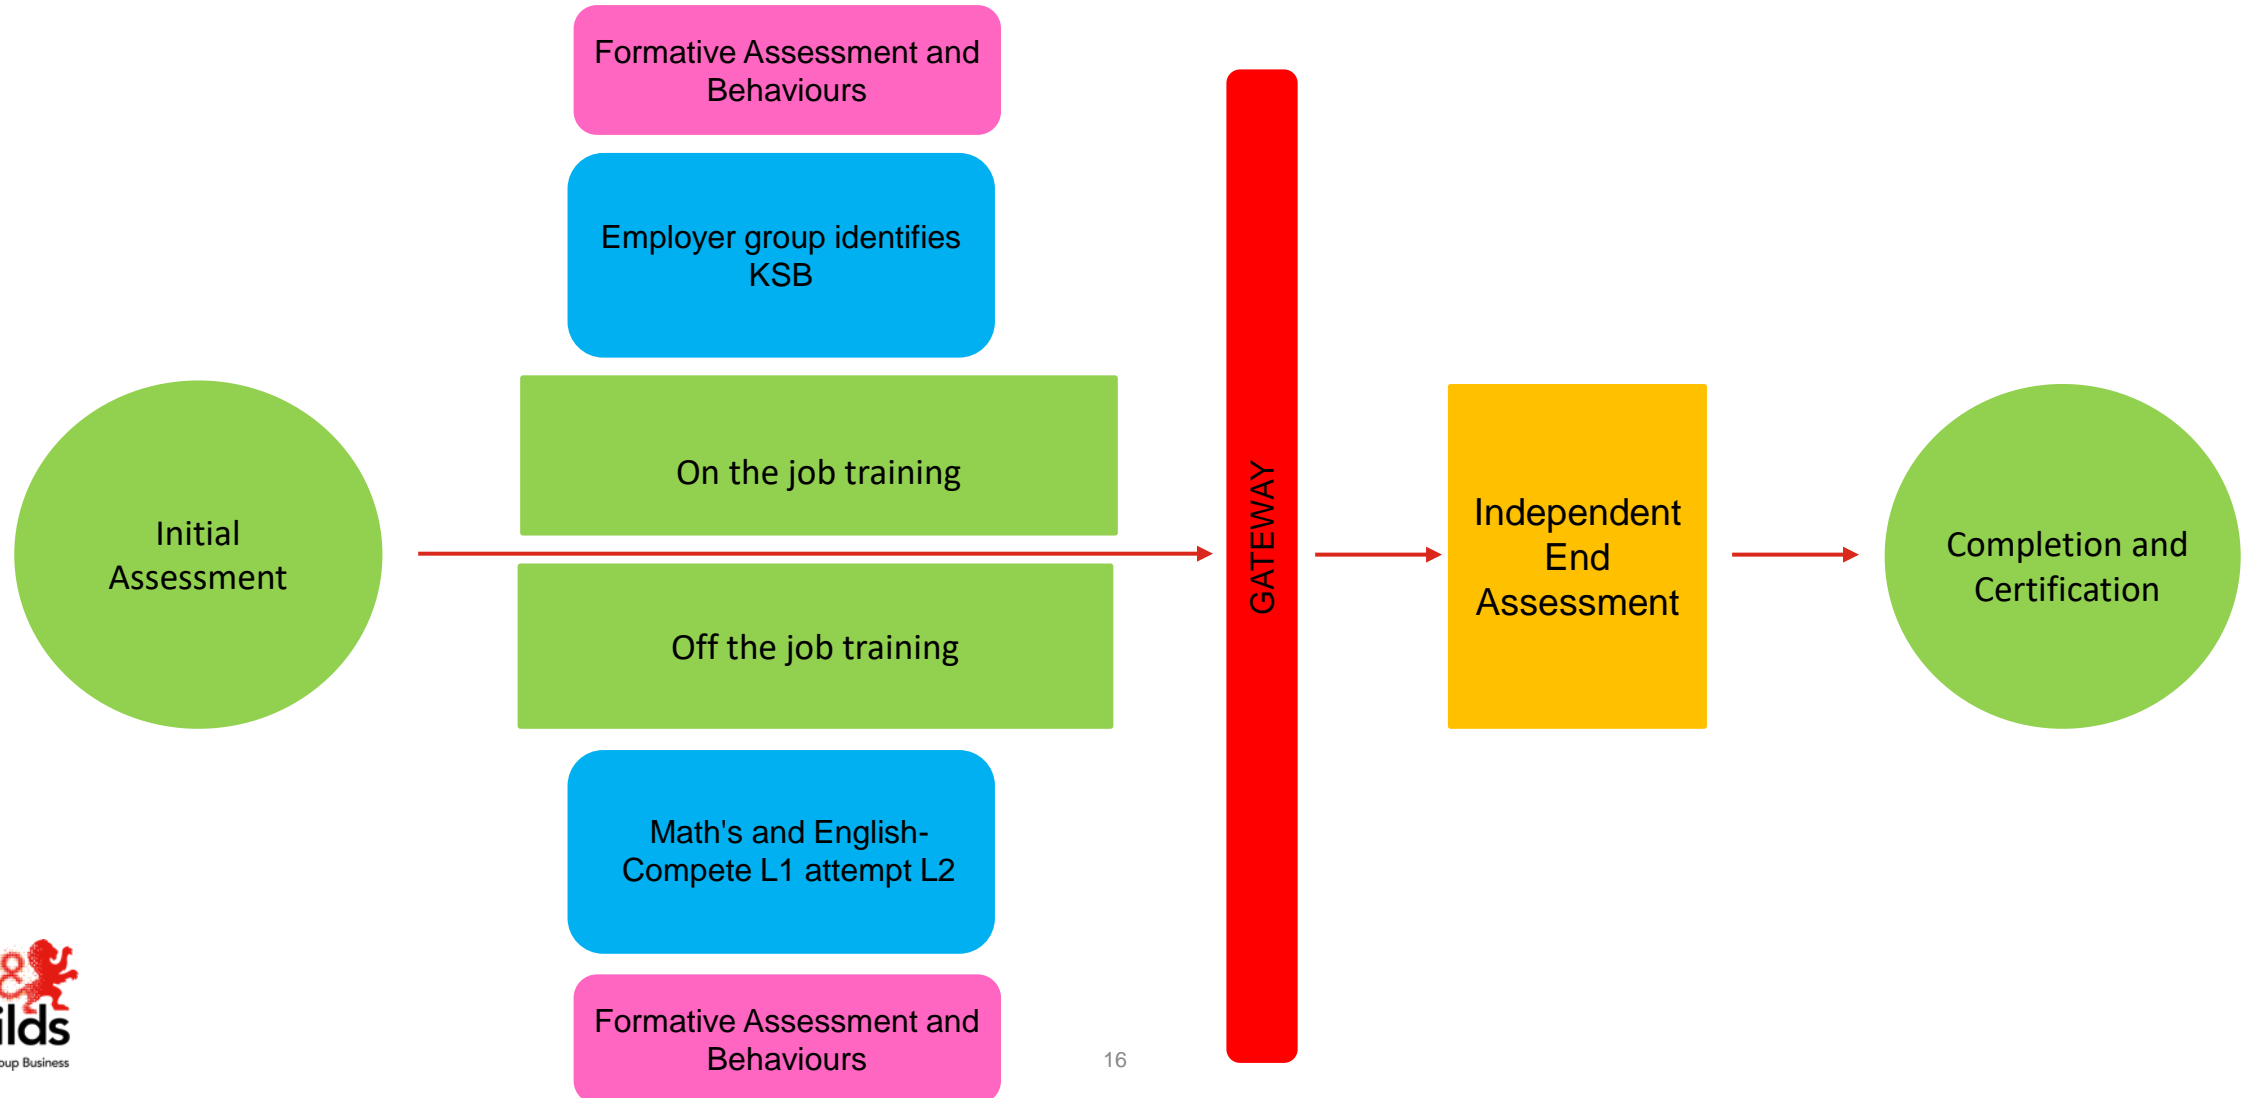 Formative Assessment and
Behaviours
Employer group identifies
KSB
On the job training
Initial
Assessment
GATEWAY
Independent
End
Assessment
Completion and
Certification
Off the job training
Math's and English-
Compete L1 attempt L2
Formative Assessment and
Behaviours
8
ilds
oup Business
16